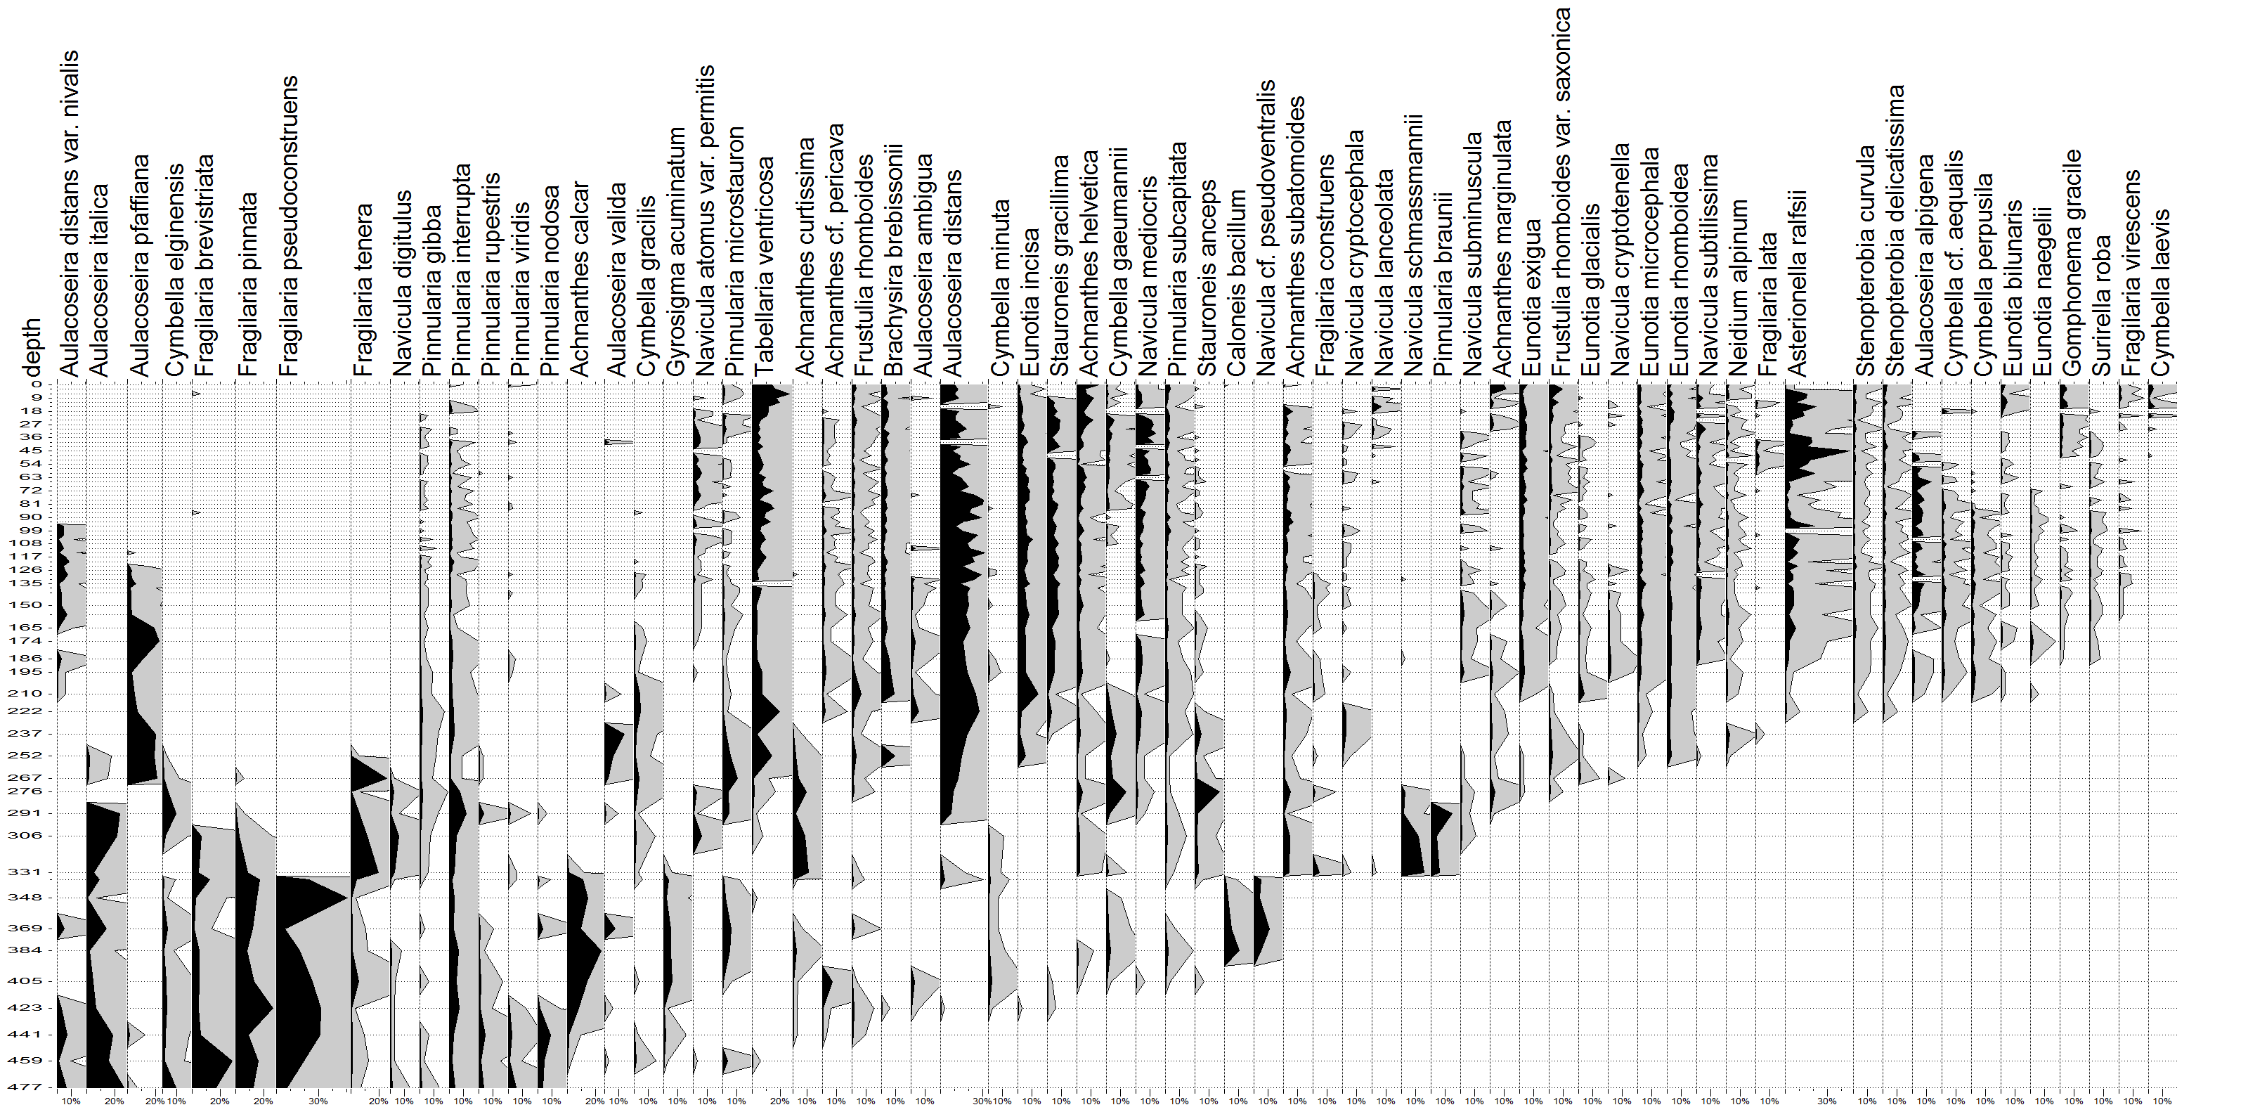 depth
Aulacoseira distans var. nivalis
Aulacoseira italica
Aulacoseira pfaffiana
Cymbella elginensis
Fragilaria brevistriata
Fragilaria pinnata
Fragilaria pseudoconstruens
Fragilaria tenera
Navicula digitulus
Pinnularia gibba
Pinnularia interrupta
Pinnularia rupestris
Pinnularia viridis
Pinnularia nodosa
Achnanthes calcar
Aulacoseira valida
Cymbella gracilis
Gyrosigma acuminatum
Navicula atomus var. permitis
Pinnularia microstauron
Tabellaria ventricosa
Achnanthes curtissima
Achnanthes cf. pericava
Frustulia rhomboides
Brachysira brebissonii
Aulacoseira ambigua
Aulacoseira distans
Cymbella minuta
Eunotia incisa
Stauroneis gracillima
Achnanthes helvetica
Cymbella gaeumannii
Navicula mediocris
Pinnularia subcapitata
Stauroneis anceps
Caloneis bacillum
Navicula cf. pseudoventralis
Achnanthes subatomoides
Fragilaria construens
Navicula cryptocephala
Navicula lanceolata
Navicula schmassmannii
Pinnularia braunii
Navicula subminuscula
Achnanthes marginulata
Eunotia exigua
Frustulia rhomboides var. saxonica
Eunotia glacialis
Navicula cryptotenella
Eunotia microcephala
Eunotia rhomboidea
Navicula subtilissima
Neidium alpinum
Fragilaria lata
Asterionella ralfsii
Stenopterobia curvula
Stenopterobia delicatissima
Aulacoseira alpigena
Cymbella cf. aequalis
Cymbella perpusilla
Eunotia bilunaris
Eunotia naegelii
Gomphonema gracile
Surirella roba
Fragilaria virescens
Cymbella laevis
0
9
18
27
36
45
54
63
72
81
90
99
108
117
126
135
150
165
174
186
195
210
222
237
252
267
276
291
306
331
348
369
384
405
423
441
459
477
10% 20% 20% 10% 20% 20% 30% 20% 10% 10% 10% 10% 10% 10% 20% 10% 10% 10% 10% 10% 20% 10% 10% 10% 10% 10% 30% 10% 10% 10% 10% 10% 10% 10% 10% 10% 10% 10% 10% 10% 10% 10% 10% 10% 10% 10% 10% 10% 10% 10% 10% 10% 10% 10% 30% 10% 10% 10% 10% 10% 10% 10% 10% 10% 10% 10%